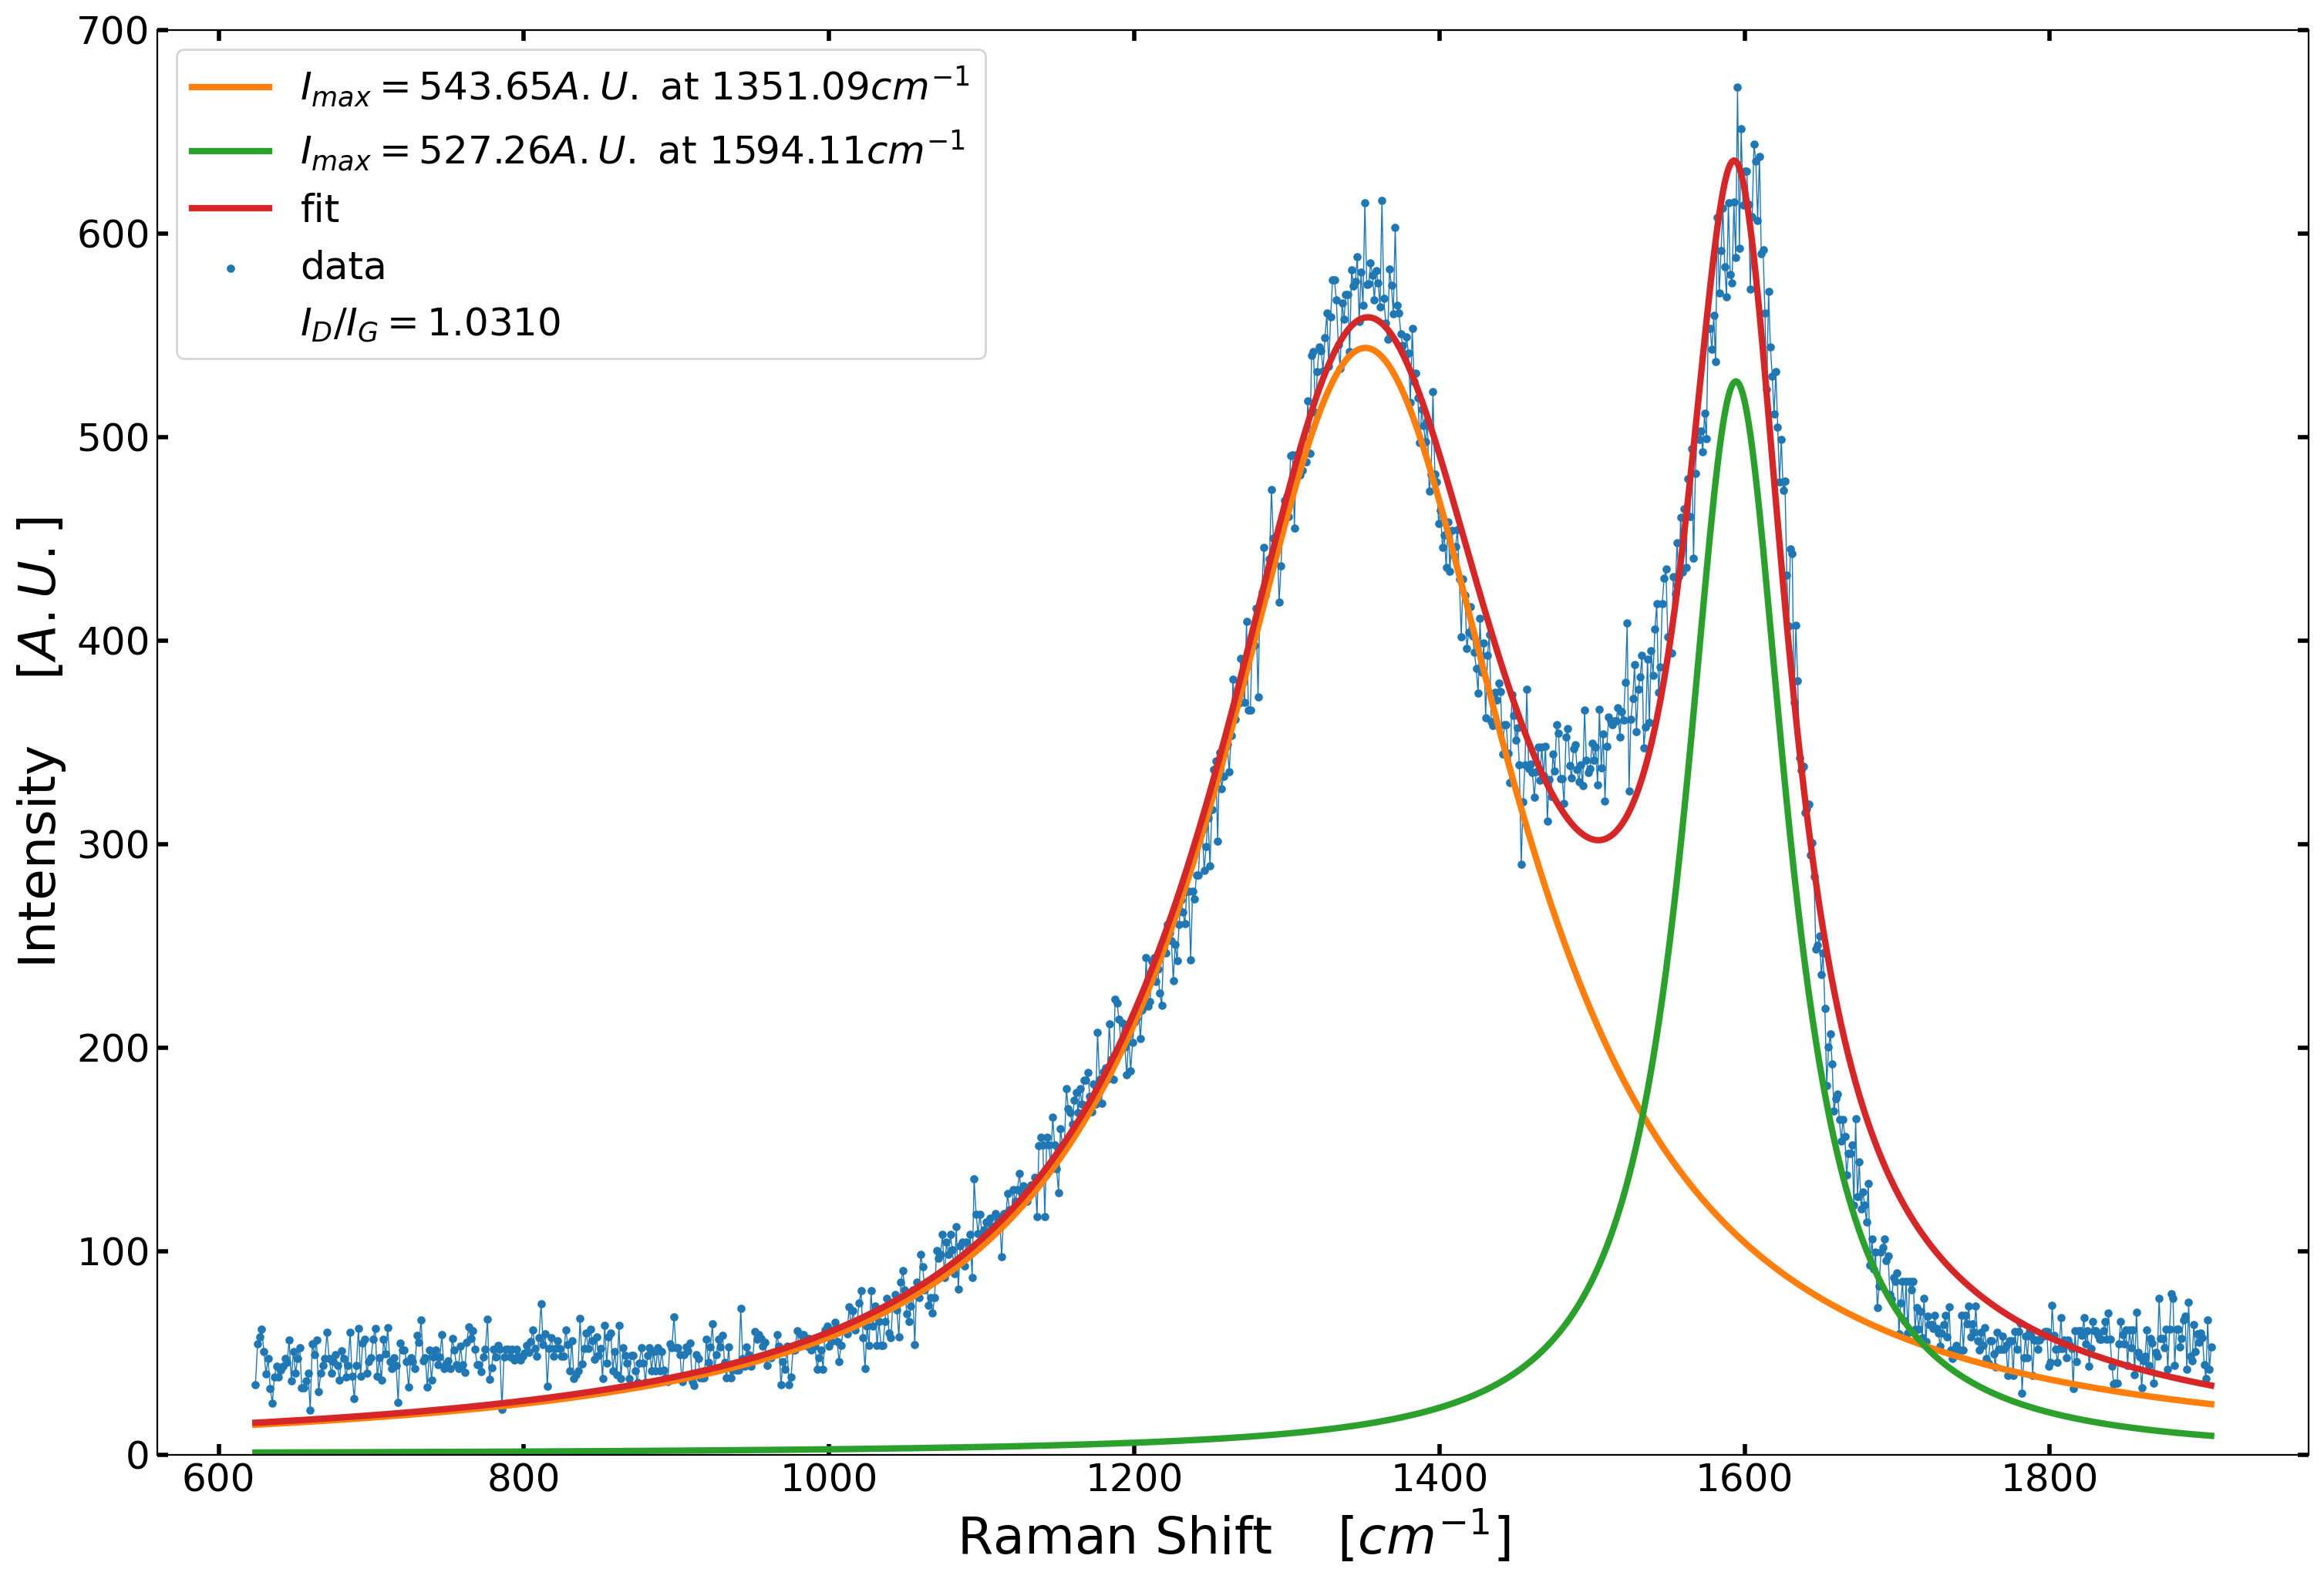 700
600
500
400
300
200
100
0
Intensity [A.U.]
I_max = 543.65A.U. at 1351.09cm⁻¹
I_max = 527.26A.U. at 1594.11cm⁻¹
fit
data
I_D/I_G = 1.0310
600 800 1000 1200 1400 1600 1800
Raman Shift [cm⁻¹]